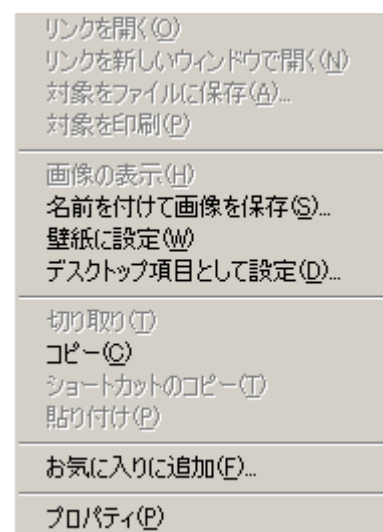 リンクを開く(O)
リンクを新しいウィンドウで開く(N)
対象をファイルに保存(A)...
対象を印刷(P)
画像の表示(H)
名前を付けて画像を保存(S)...
壁紙に設定(W)
デスクトップ項目として設定(D)...
切り取り(T)
コピー(C)
ショートカットのコピー(T)
貼り付け(P)
お気に入りに追加(F)...
プロパティ(P)